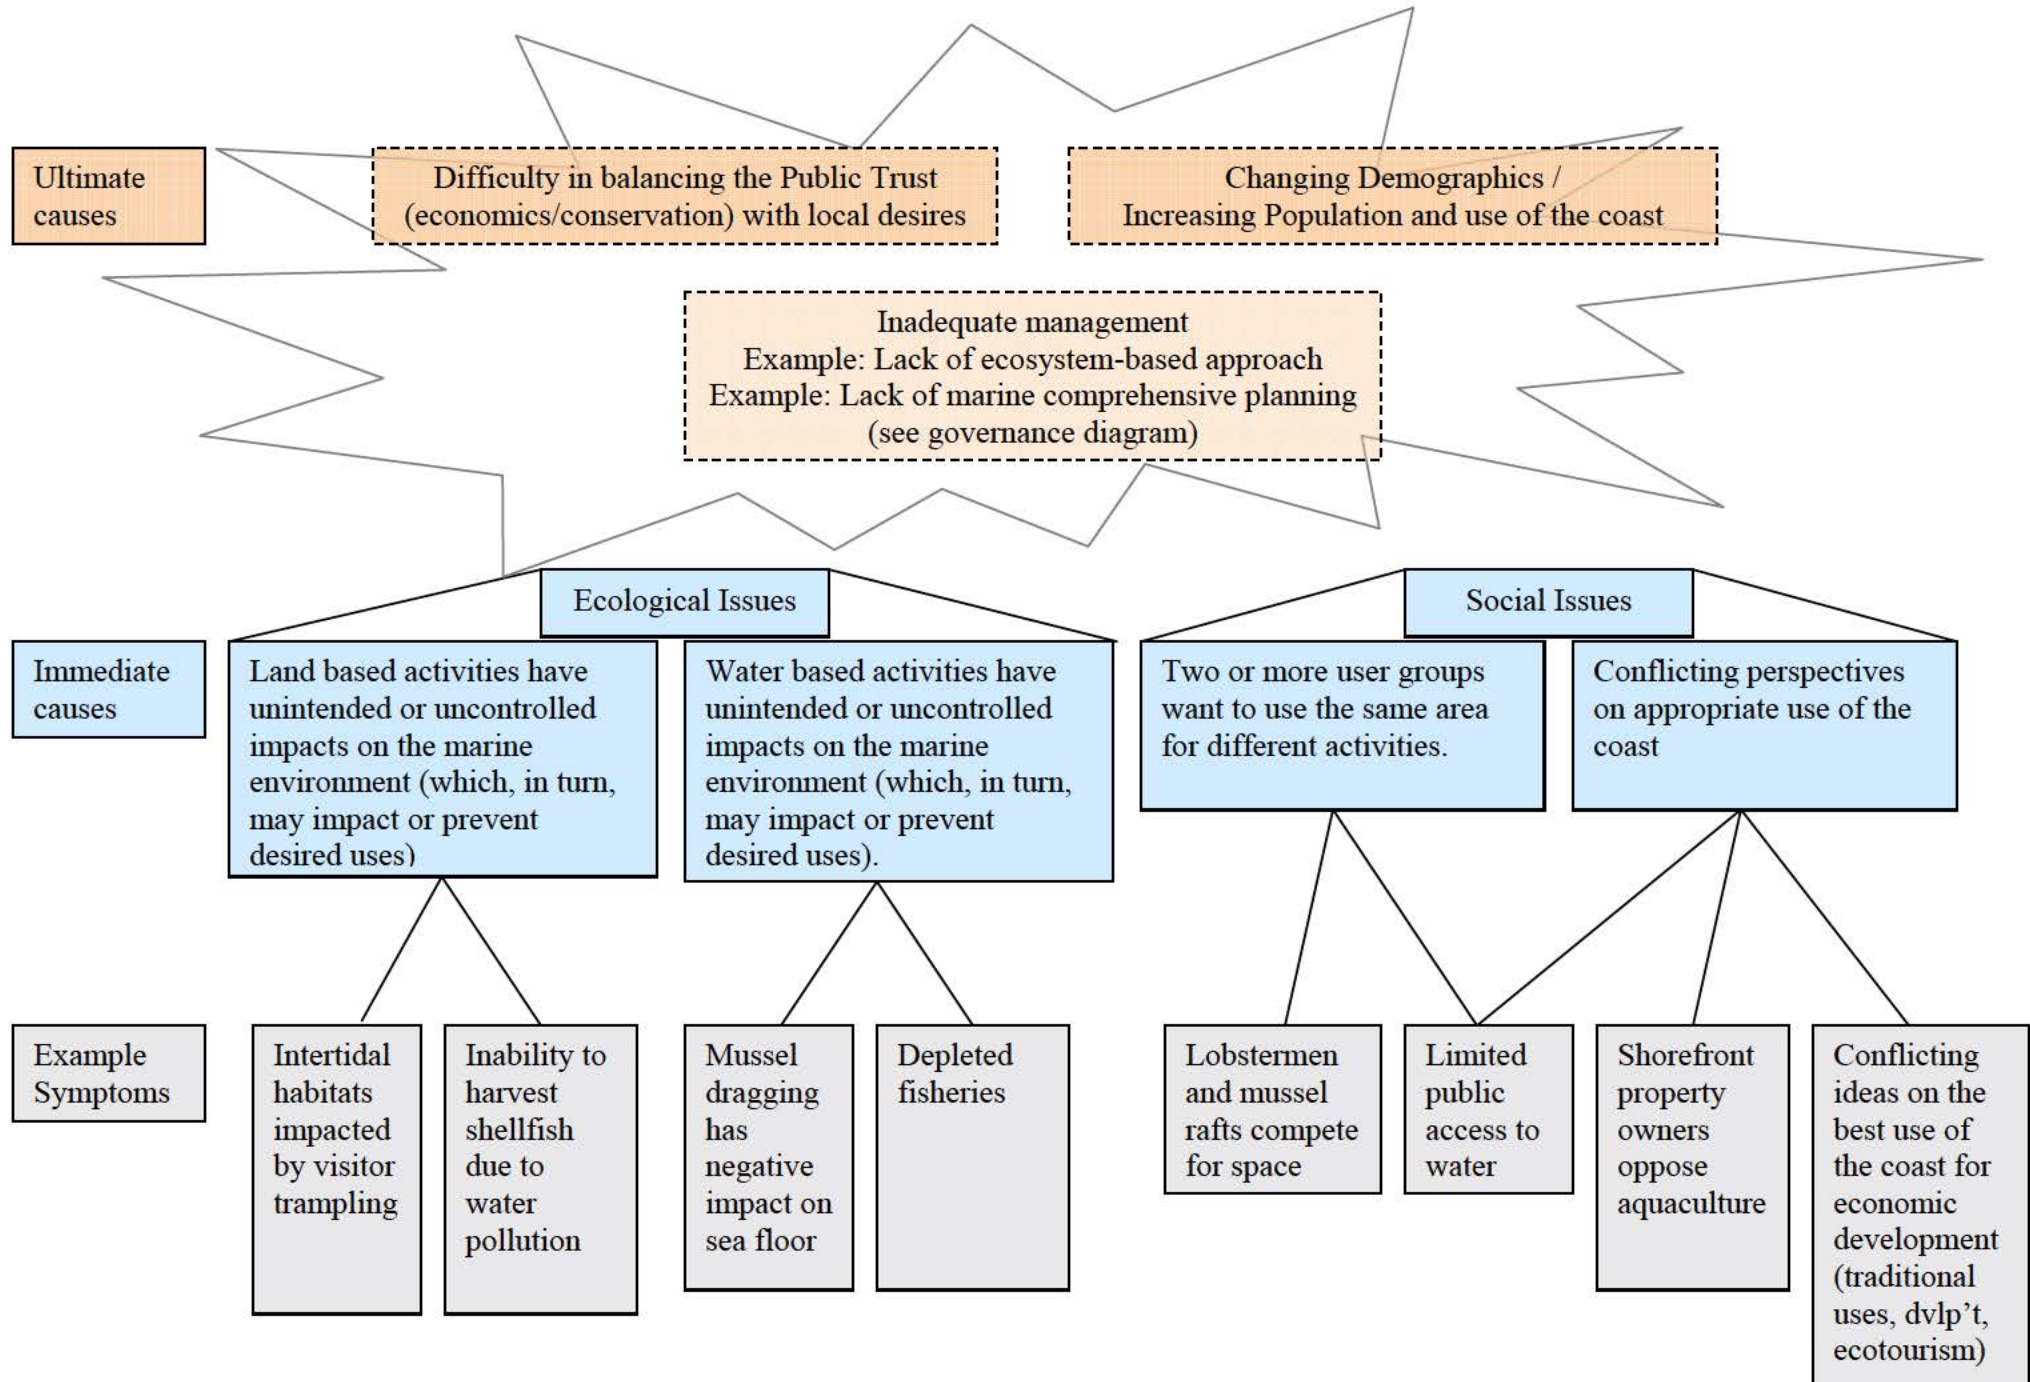 Ultimate
causes
Difficulty in balancing the Public Trust
(economics/conservation) with local desires
Changing Demographics /
Increasing Population and use of the coast
Inadequate management
Example: Lack of ecosystem-based approach
Example: Lack of marine comprehensive planning
(see governance diagram)
Ecological Issues
Social Issues
Immediate
causes
Land based activities have
unintended or uncontrolled
impacts on the marine
environment (which, in turn,
may impact or prevent
desired uses)
Water based activities have
unintended or uncontrolled
impacts on the marine
environment (which, in turn,
may impact or prevent
desired uses).
Two or more user groups
want to use the same area
for different activities.
Conflicting perspectives
on appropriate use of the
coast
Example
Symptoms
Intertidal
habitats
impacted
by visitor
trampling
Inability to
harvest
shellfish
due to
water
pollution
Mussel
dragging
has
negative
impact on
sea floor
Depleted
fisheries
Lobstermen
and mussel
rafts compete
for space
Limited
public
access to
water
Shorefront
property
owners
oppose
aquaculture
Conflicting
ideas on the
best use of
the coast for
economic
development
(traditional
uses, dvlp’t,
ecotourism)